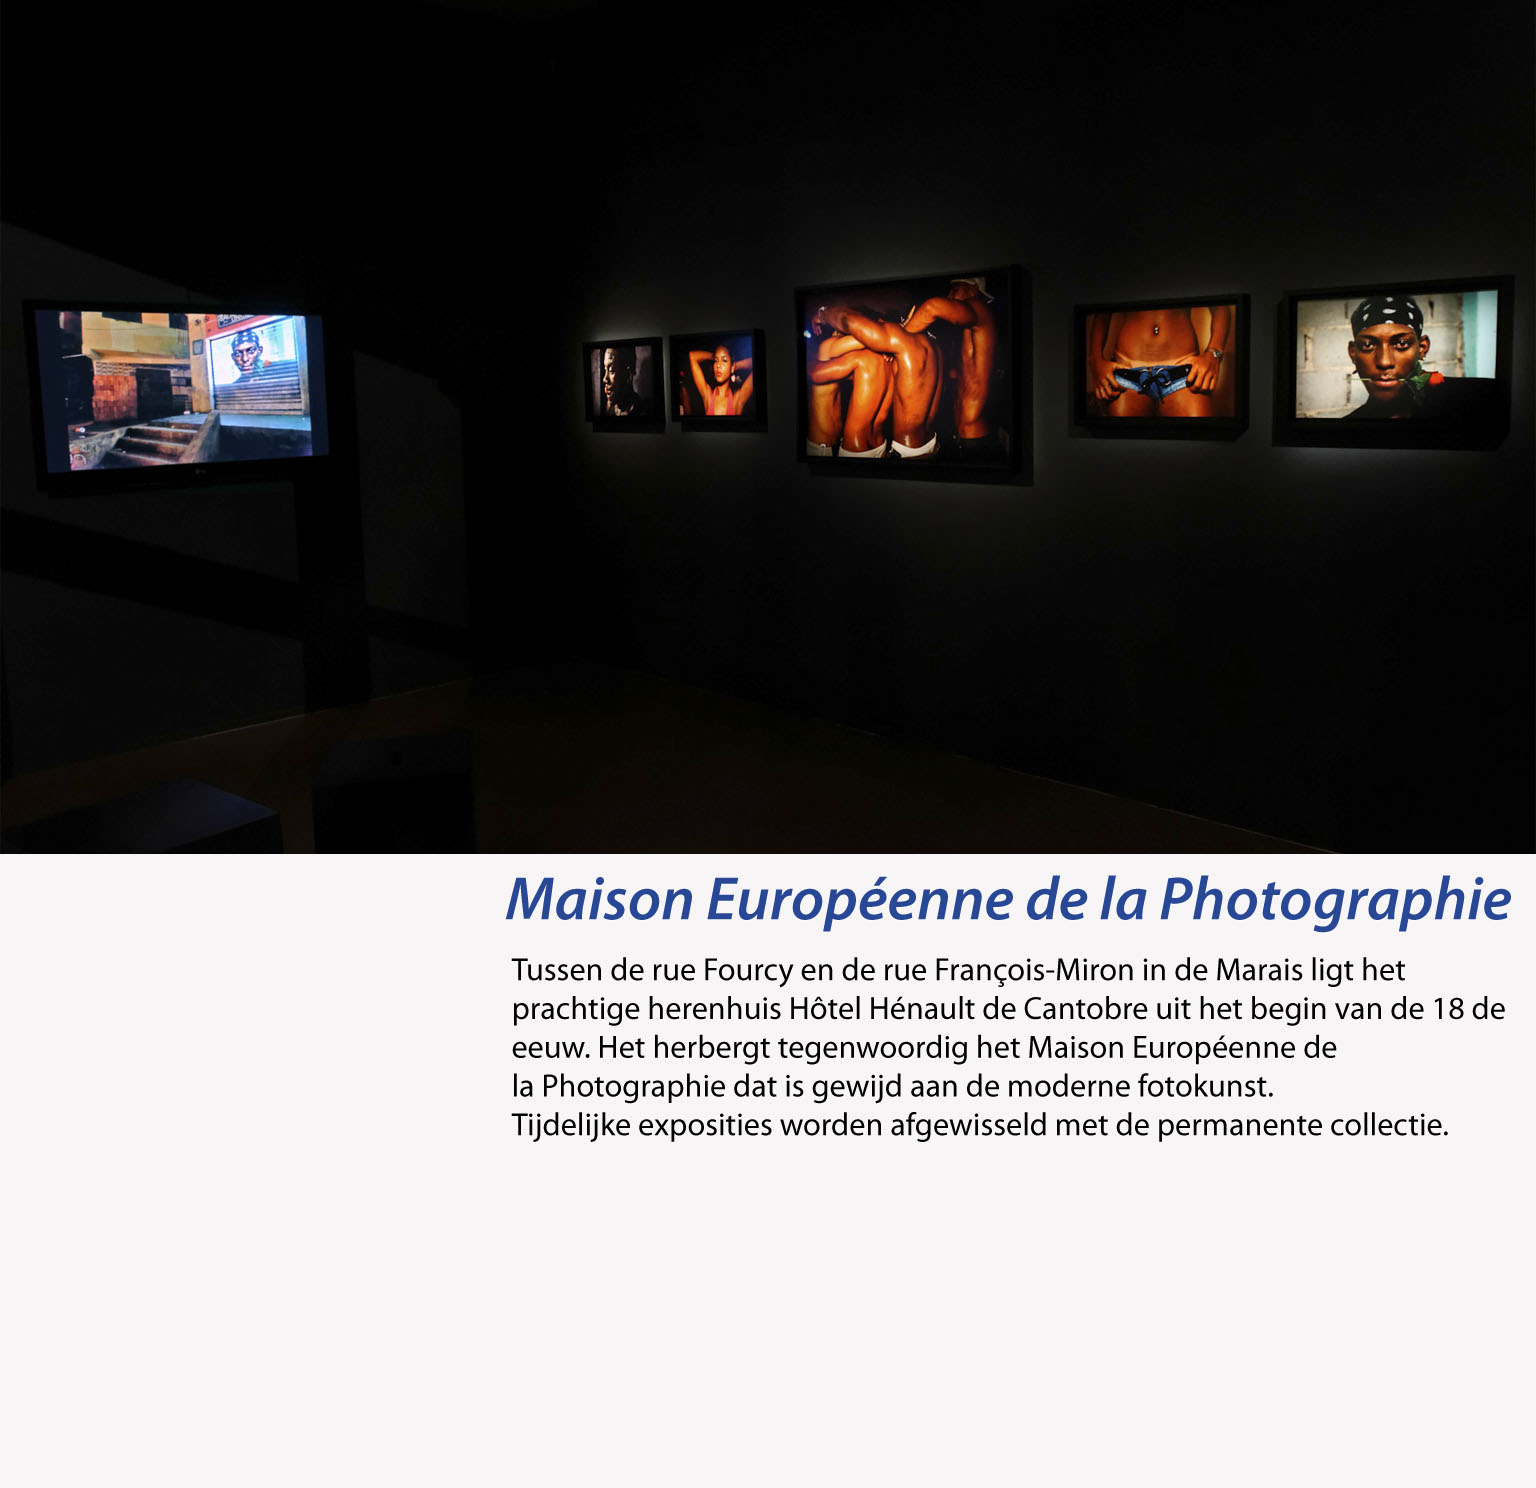 Maison Européenne de la Photographie
Tussen de rue Fourcy en de rue François-Miron in de Marais ligt het
prachtige herenhuis Hôtel Hénault de Cantobre uit het begin van de 18 de
eeuw. Het herbergt tegenwoordig het Maison Européenne de
la Photographie dat is gewijd aan de moderne fotokunst.
Tijdelijke exposities worden afgewisseld met de permanente collectie.